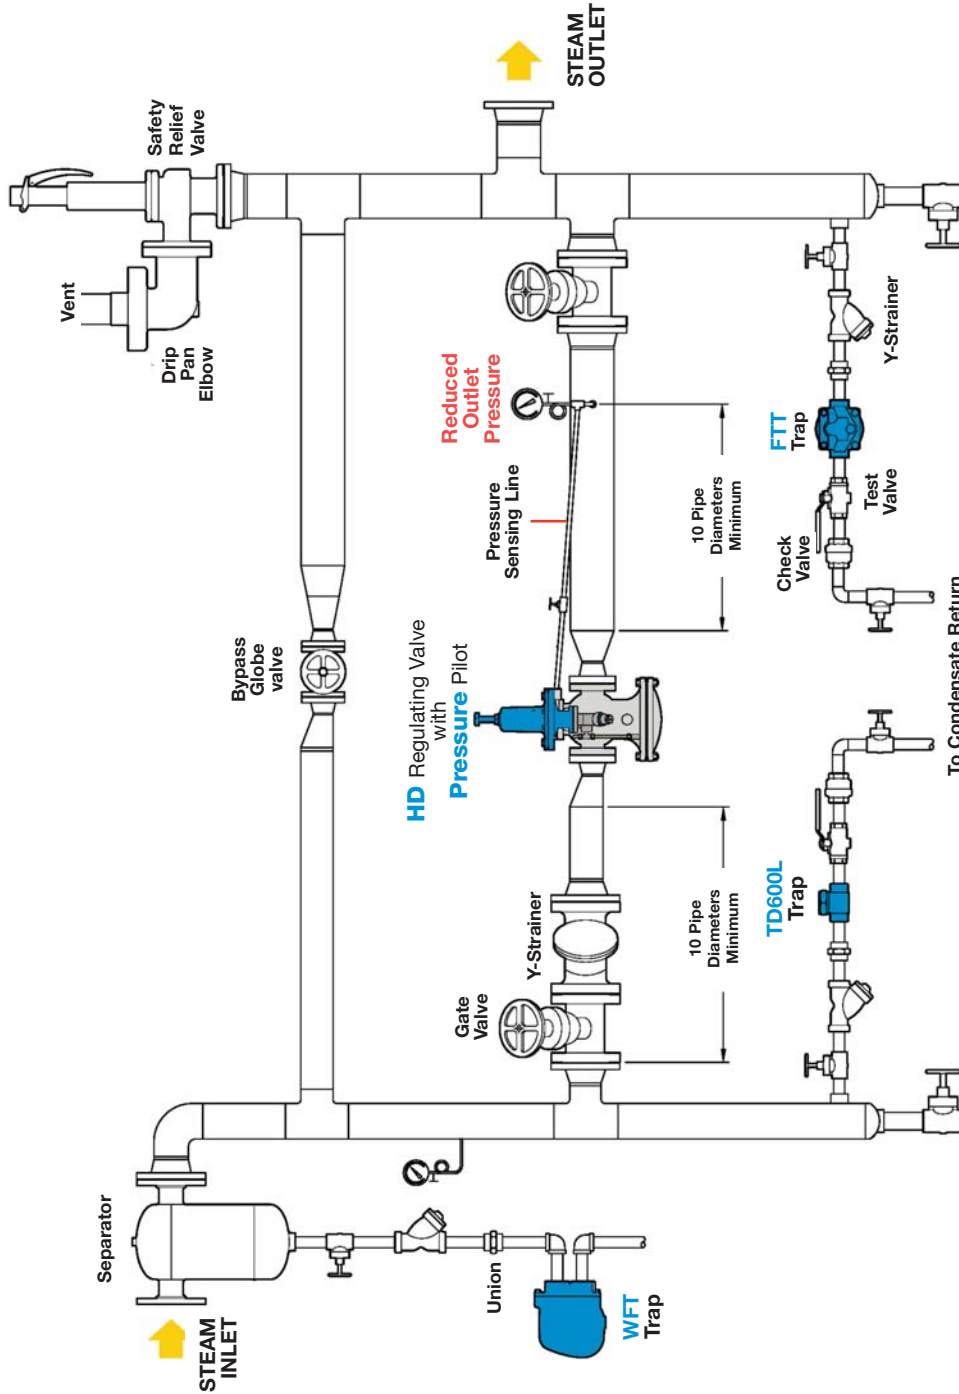 STEAM
INLET
Separator
Union
WFT
Trap
Gate
Valve
Y-Strainer
10 Pipe
Diameters
Minimum
TD600L
Trap
HD Regulating Valve
with
Pressure Pilot
Bypass
Globe
valve
Pressure
Sensing Line
Reduced
Outlet
Pressure
10 Pipe
Diameters
Minimum
Vent
Drip
Pan
Elbow
Safety
Relief
Valve
STEAM
OUTLET
Check
Valve
Test
Valve
FTT
Trap
Y-Strainer
To Condensate Return